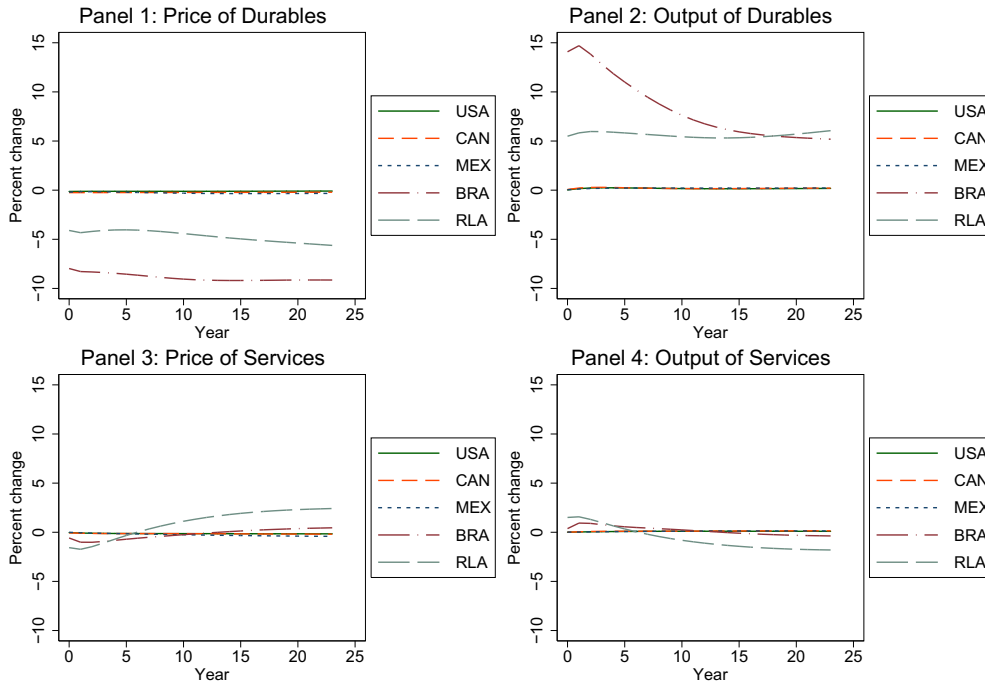 Panel 1: Price of Durables
Percent change
15
10
5
0
−5
−10
0 5 10 15 20 25
Year
USA
CAN
MEX
BRA
RLA
Panel 2: Output of Durables
Percent change
15
10
5
0
−5
−10
0 5 10 15 20 25
Year
USA
CAN
MEX
BRA
RLA
Panel 3: Price of Services
Percent change
15
10
5
0
−5
−10
0 5 10 15 20 25
Year
USA
CAN
MEX
BRA
RLA
Panel 4: Output of Services
Percent change
15
10
5
0
−5
−10
0 5 10 15 20 25
Year
USA
CAN
MEX
BRA
RLA